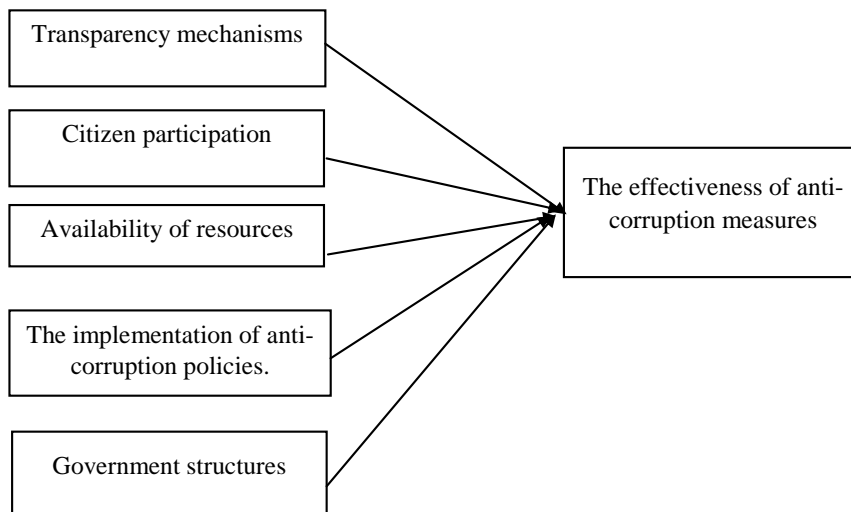 Transparency mechanisms
Citizen participation
Availability of resources
The implementation of anti-
corruption policies.
Government structures
The effectiveness of anti-
corruption measures